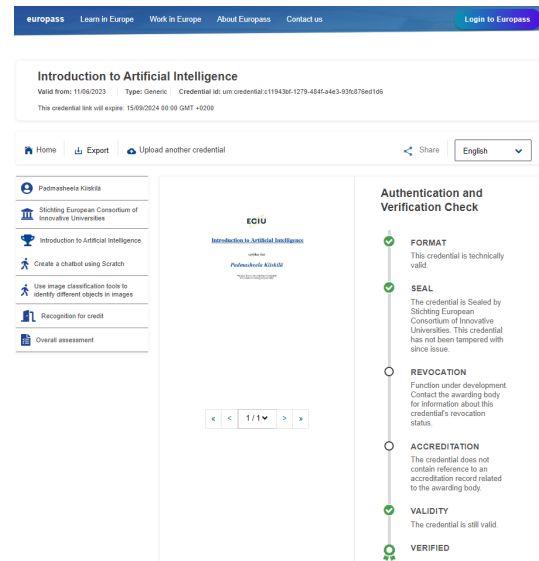 europass Learn in Europe Work in Europe About Europass Contact us Login to Europass
Introduction to Artificial Intelligence
Valid from: 11/06/2023 Type: Generic Credential id: urn:credential:c11943bf-1279-484f-a4e3-93fc876ed1d6
This credential link will expire: 15/09/2024 00:00 GMT +0200
Home Export Upload another credential Share English
Padmasheela Kiiskilä
Stichting European Consortium of
Innovative Universities
Introduction to Artificial Intelligence
Create a chatbot using Scratch
Use image classification tools to
identify different objects in images
Recognition for credit
Overall assessment
ECIU
Introduction to Artificial Intelligence
Padmasheela Kiiskilä
« < 1 / 1 > »
Authentication and
Verification Check
FORMAT
This credential is technically
valid.
SEAL
The credential is Sealed by
Stichting European
Consortium of Innovative
Universities. This credential
has not been tampered with
since issue.
REVOCATION
Function under development.
Contact the awarding body
for information about this
credential's revocation
status.
ACCREDITATION
The credential does not
contain reference to an
accreditation record related
to the awarding body.
VALIDITY
The credential is still valid.
VERIFIED